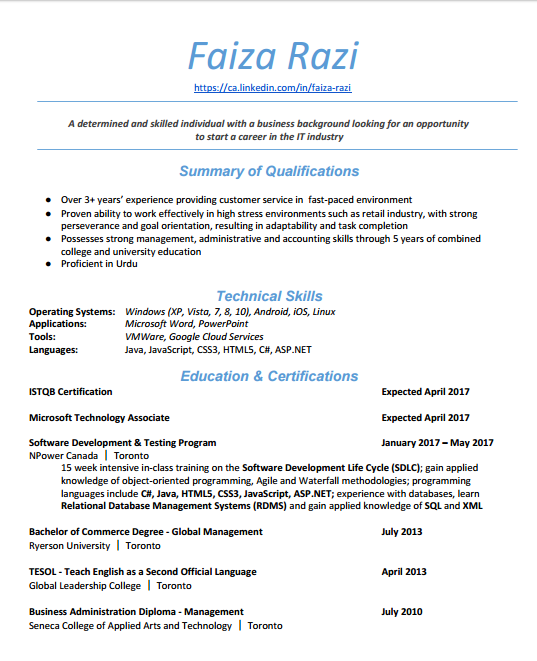 Faiza Razi
https://ca.linkedin.com/in/faiza-razi
A determined and skilled individual with a business background looking for an opportunity
to start a career in the IT industry
Summary of Qualifications
● Over 3+ years’ experience providing customer service in fast-paced environment
● Proven ability to work effectively in high stress environments such as retail industry, with strong
perseverance and goal orientation, resulting in adaptability and task completion
● Possesses strong management, administrative and accounting skills through 5 years of combined
college and university education
● Proficient in Urdu
Technical Skills
Operating Systems: Windows (XP, Vista, 7, 8, 10), Android, iOS, Linux
Applications: Microsoft Word, PowerPoint
Tools: VMWare, Google Cloud Services
Languages: Java, JavaScript, CSS3, HTML5, C#, ASP.NET
Education & Certifications
ISTQB Certification Expected April 2017
Microsoft Technology Associate Expected April 2017
Software Development & Testing Program January 2017 – May 2017
NPower Canada | Toronto
15 week intensive in-class training on the Software Development Life Cycle (SDLC); gain applied
knowledge of object-oriented programming, Agile and Waterfall methodologies; programming
languages include C#, Java, HTML5, CSS3, JavaScript, ASP.NET; experience with databases, learn
Relational Database Management Systems (RDMS) and gain applied knowledge of SQL and XML
Bachelor of Commerce Degree - Global Management July 2013
Ryerson University | Toronto
TESOL - Teach English as a Second Official Language April 2013
Global Leadership College | Toronto
Business Administration Diploma - Management July 2010
Seneca College of Applied Arts and Technology | Toronto